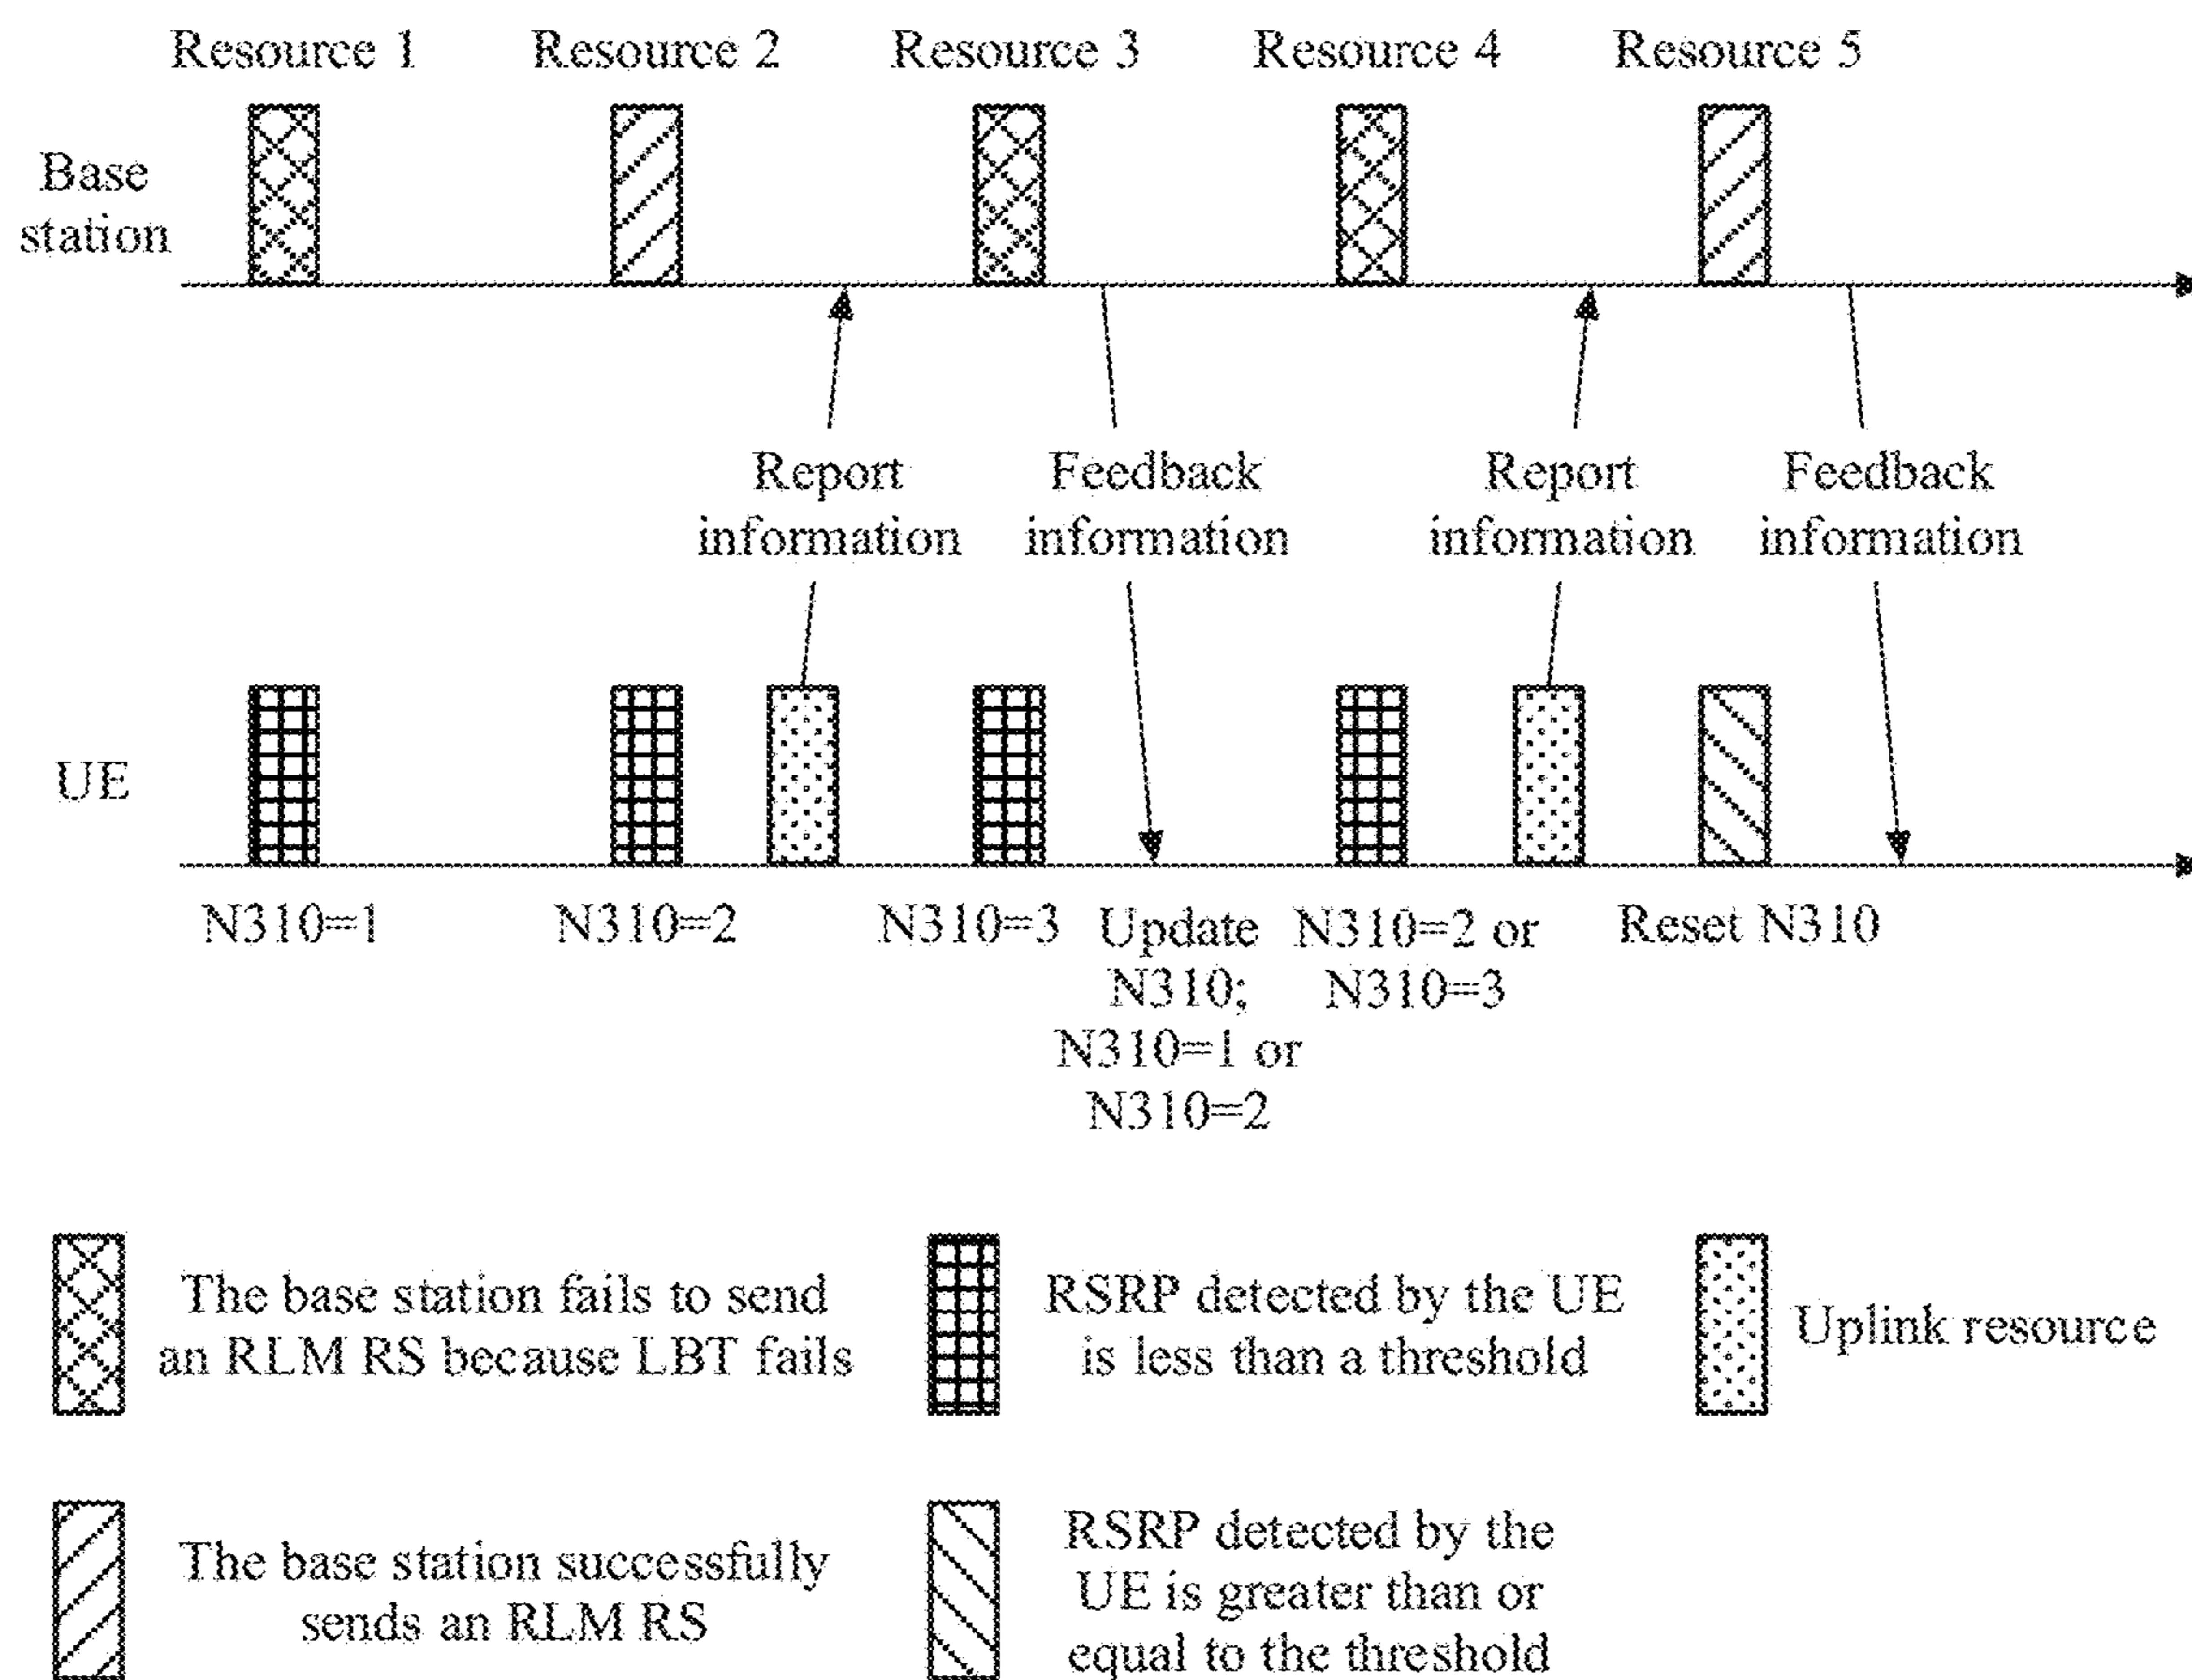 Resource 1
Resource 2
Resource 3
Resource 4
Resource 5
Base
station
Report
information
Feedback
information
Report
information
Feedback
information
UE
N310=1
N310=2
N310=3
Update
N310;
N310=1 or
N310=2
N310=2 or
N310=3
Reset N310
The base station fails to send
an RLM RS because LBT fails
RSRP detected by the UE
is less than a threshold
Uplink resource
The base station successfully
sends an RLM RS
RSRP detected by the
UE is greater than or
equal to the threshold